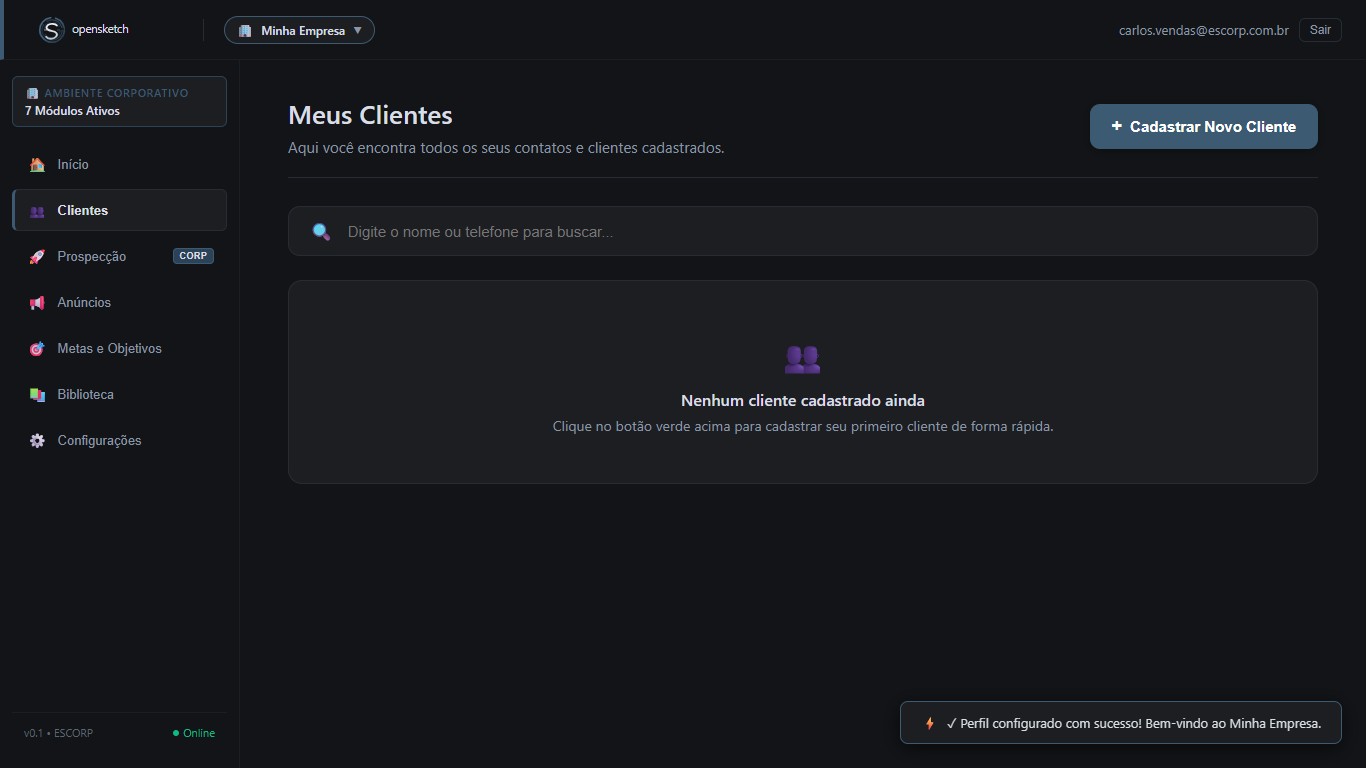 opensketch
Minha Empresa ▼
carlos.vendas@escorp.com.br
Sair
AMBIENTE CORPORATIVO
7 Módulos Ativos
Início
Clientes
Prospecção CORP
Anúncios
Metas e Objetivos
Biblioteca
Configurações
v0.1 • ESCORP
Online
Meus Clientes
Aqui você encontra todos os seus contatos e clientes cadastrados.
+ Cadastrar Novo Cliente
Digite o nome ou telefone para buscar...
Nenhum cliente cadastrado ainda
Clique no botão verde acima para cadastrar seu primeiro cliente de forma rápida.
✓ Perfil configurado com sucesso! Bem-vindo ao Minha Empresa.